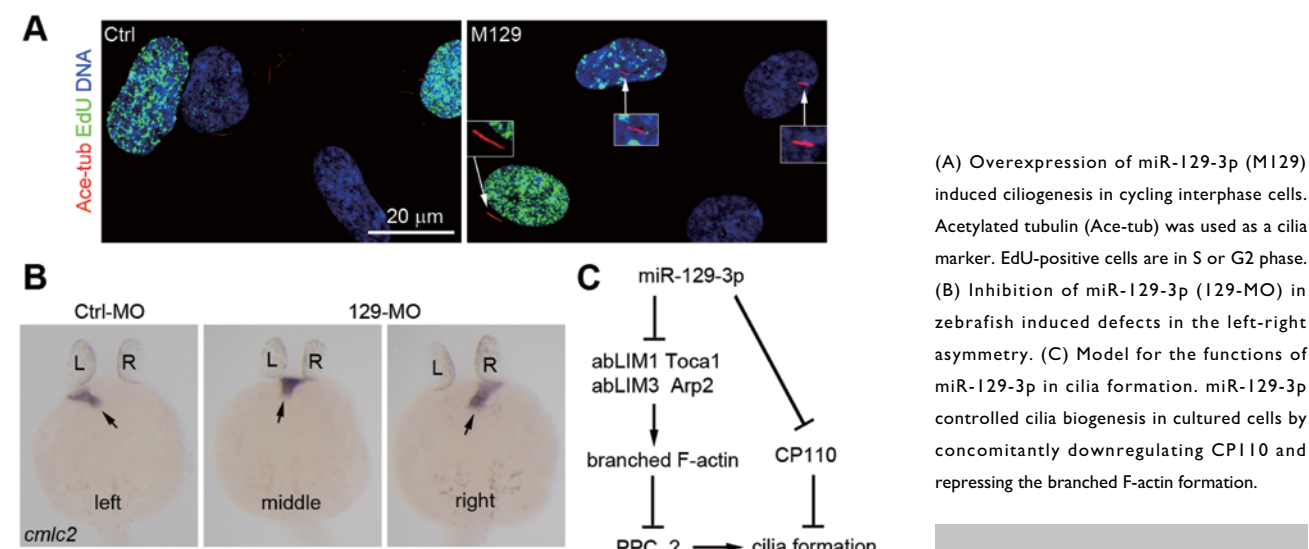 A
Ctrl
M129
Ace-tub EdU DNA
20 μm
B
Ctrl-MO
129-MO
L
R
L
R
L
R
left
middle
right
cmlc2
C
miR-129-3p
abLIM1 Toca1
abLIM3 Arp2
branched F-actin
CP110
cilia formation
(A) Overexpression of miR-129-3p (M129)
induced ciliogenesis in cycling interphase cells.
Acetylated tubulin (Ace-tub) was used as a cilia
marker. EdU-positive cells are in S or G2 phase.
(B) Inhibition of miR-129-3p (129-MO) in
zebrafish induced defects in the left-right
asymmetry. (C) Model for the functions of
miR-129-3p in cilia formation. miR-129-3p
controlled cilia biogenesis in cultured cells by
concomitantly downregulating CP110 and
repressing the branched F-actin formation.